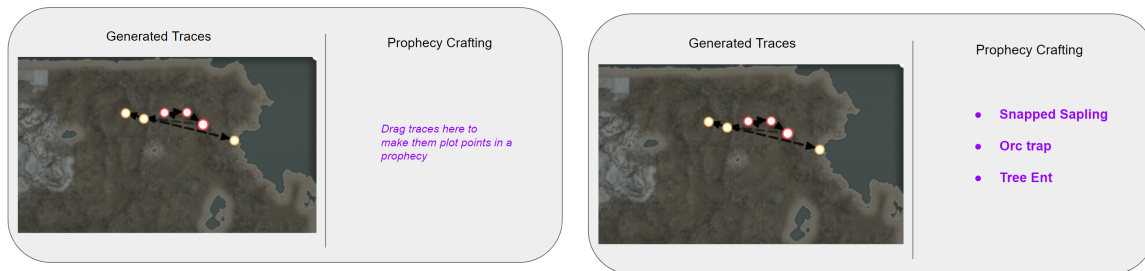 Generated Traces
Prophecy Crafting
Drag traces here to
make them plot points in a
prophecy
Generated Traces
Prophecy Crafting
Snapped Sapling
Orc trap
Tree Ent